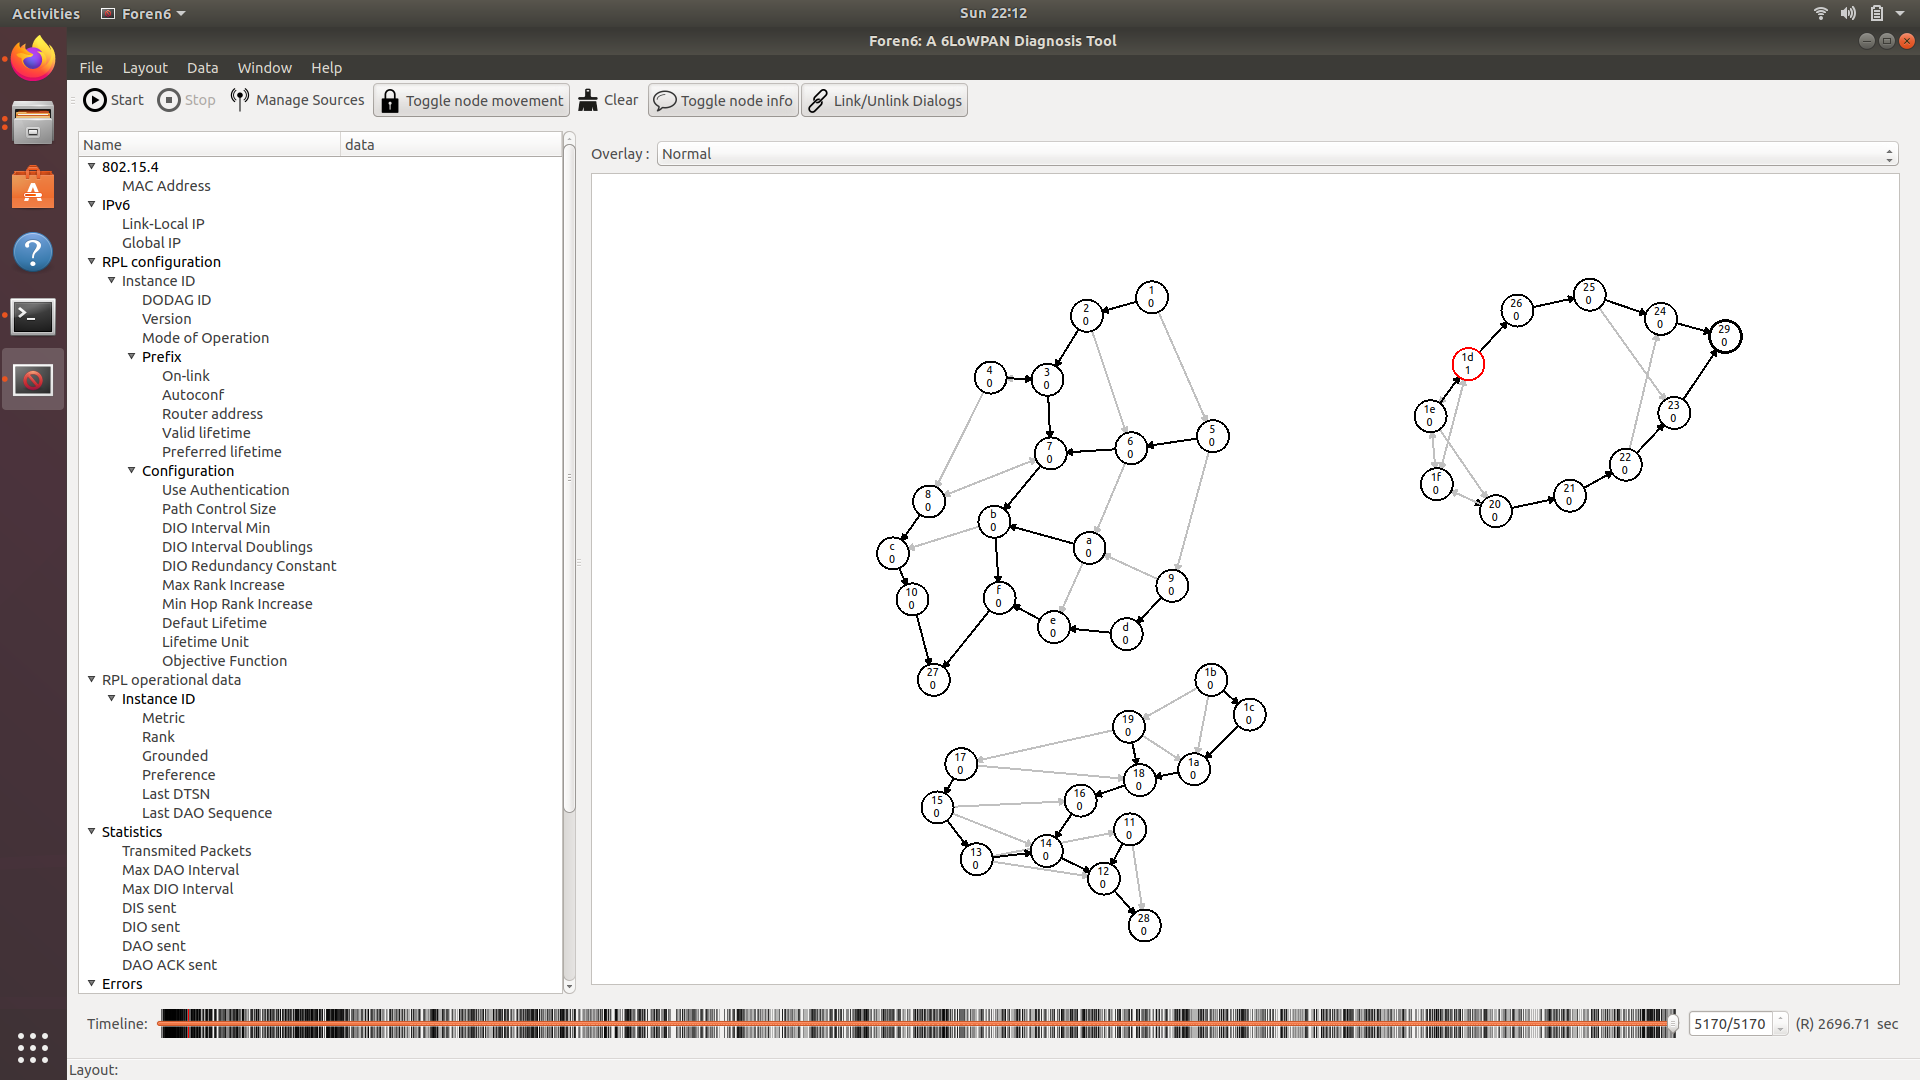 Activities Foren6 Sun 22:12
Foren6: A 6LoWPAN Diagnosis Tool
File Layout Data Window Help
Start Stop Manage Sources Toggle node movement Clear Toggle node info Link/Unlink Dialogs
Name data
802.15.4
MAC Address
IPv6
Link-Local IP
Global IP
RPL configuration
Instance ID
DODAG ID
Version
Mode of Operation
Prefix
On-link
Autoconf
Router address
Valid lifetime
Preferred lifetime
Configuration
Use Authentication
Path Control Size
DIO Interval Min
DIO Interval Doublings
DIO Redundancy Constant
Max Rank Increase
Min Hop Rank Increase
Defaut Lifetime
Lifetime Unit
Objective Function
RPL operational data
Instance ID
Metric
Rank
Grounded
Preference
Last DTSN
Last DAO Sequence
Statistics
Transmited Packets
Max DAO Interval
Max DIO Interval
DIS sent
DIO sent
DAO sent
DAO ACK sent
Errors
Overlay : Normal
1
0
2
0
4
0
3
0
5
0
6
0
7
0
8
0
b
0
a
0
c
0
9
0
10
0
f
0
e
0
d
0
27
0
1b
0
1c
0
19
0
17
0
1a
0
18
0
16
0
15
0
11
0
14
0
13
0
12
0
28
0
25
0
26
0
24
0
29
0
1d
1
1e
0
23
0
22
0
1f
0
21
0
20
0
Timeline: 5170/5170 (R) 2696.71 sec
Layout: